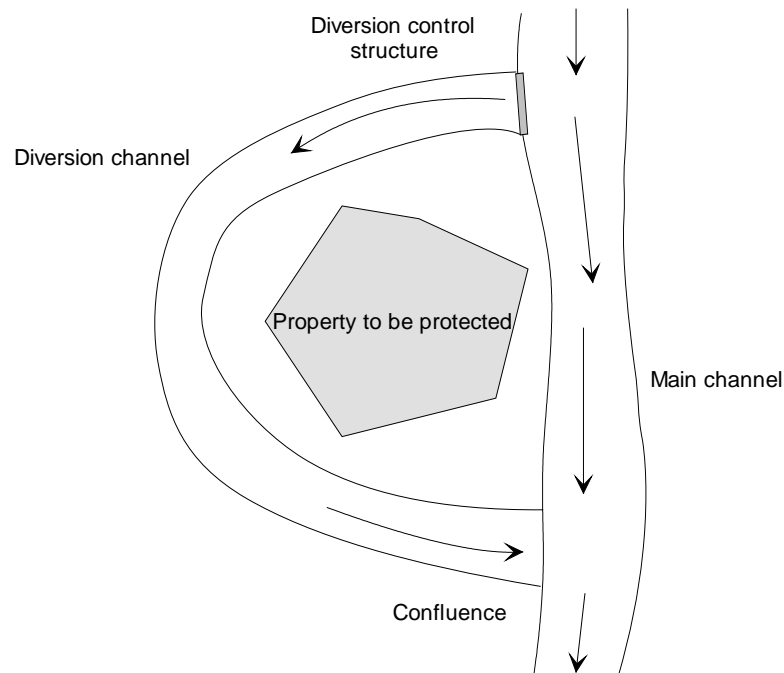 Diversion control
structure
Diversion channel
Property to be protected
Main channel
Confluence